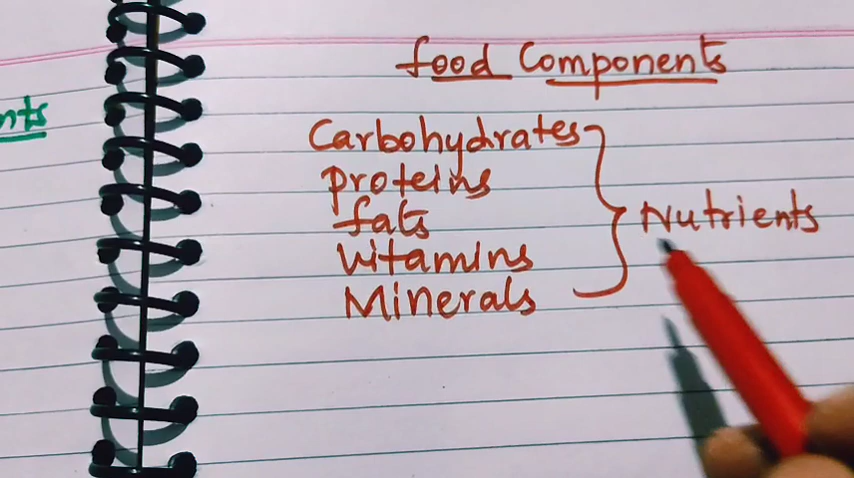 food Components
Carbohydrates
proteins
fats
Vitamins
Minerals
Nutrients